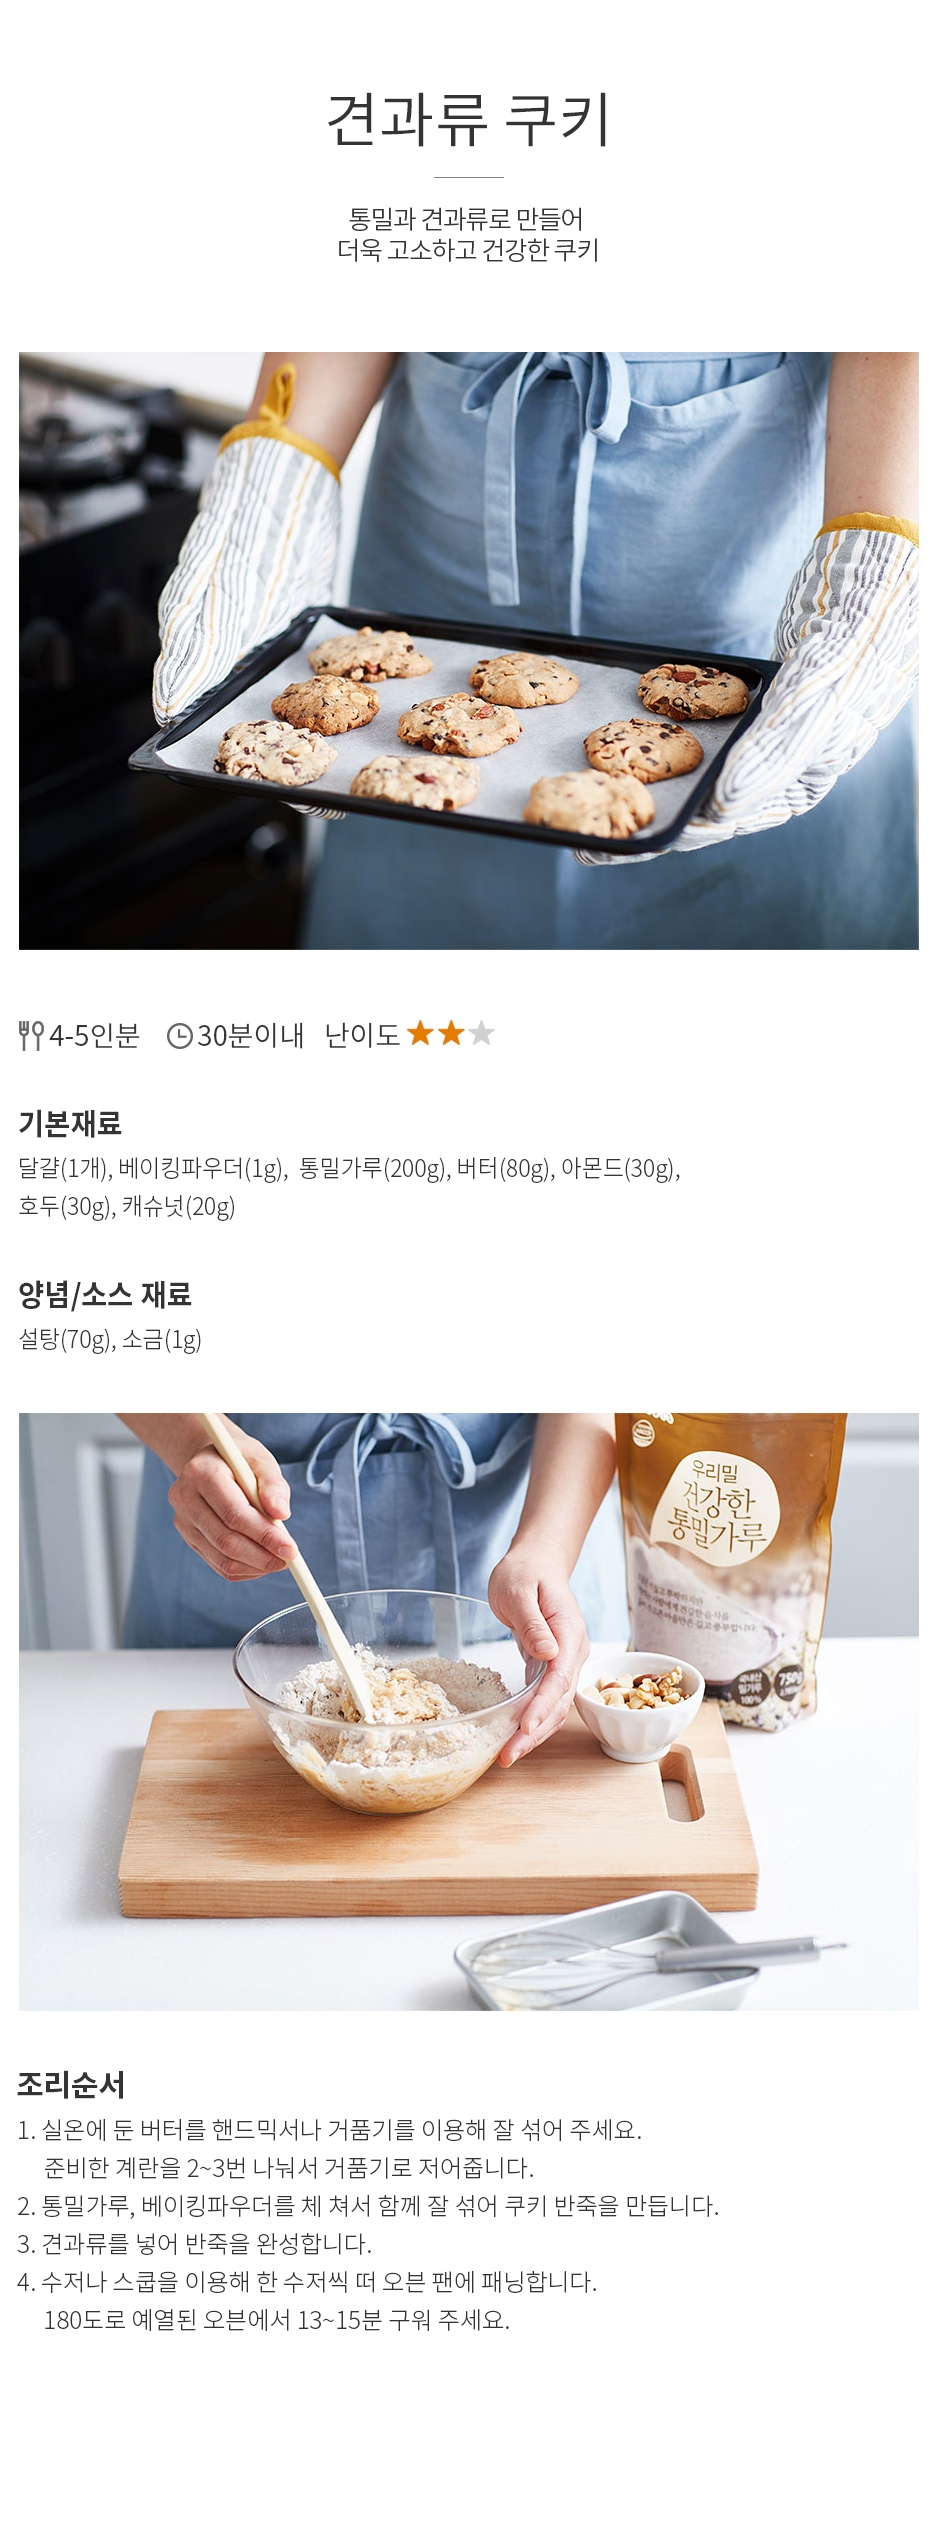 견과류 쿠키
통밀과 견과류로 만들어
더욱 고소하고 건강한 쿠키
4-5인분 30분이내 난이도
기본재료
달걀(1개), 베이킹파우더(1g), 통밀가루(200g), 버터(80g), 아몬드(30g),
호두(30g), 캐슈넛(20g)
양념/소스 재료
설탕(70g), 소금(1g)
우리밀
건강한
통밀가루
국내산
밀가루
100%
750g
조리순서
1. 실온에 둔 버터를 핸드믹서나 거품기를 이용해 잘 섞어 주세요.
준비한 계란을 2~3번 나눠서 거품기로 저어줍니다.
2. 통밀가루, 베이킹파우더를 체 쳐서 함께 잘 섞어 쿠키 반죽을 만듭니다.
3. 견과류를 넣어 반죽을 완성합니다.
4. 수저나 스쿱을 이용해 한 수저씩 떠 오븐 팬에 패닝합니다.
180도로 예열된 오븐에서 13~15분 구워 주세요.